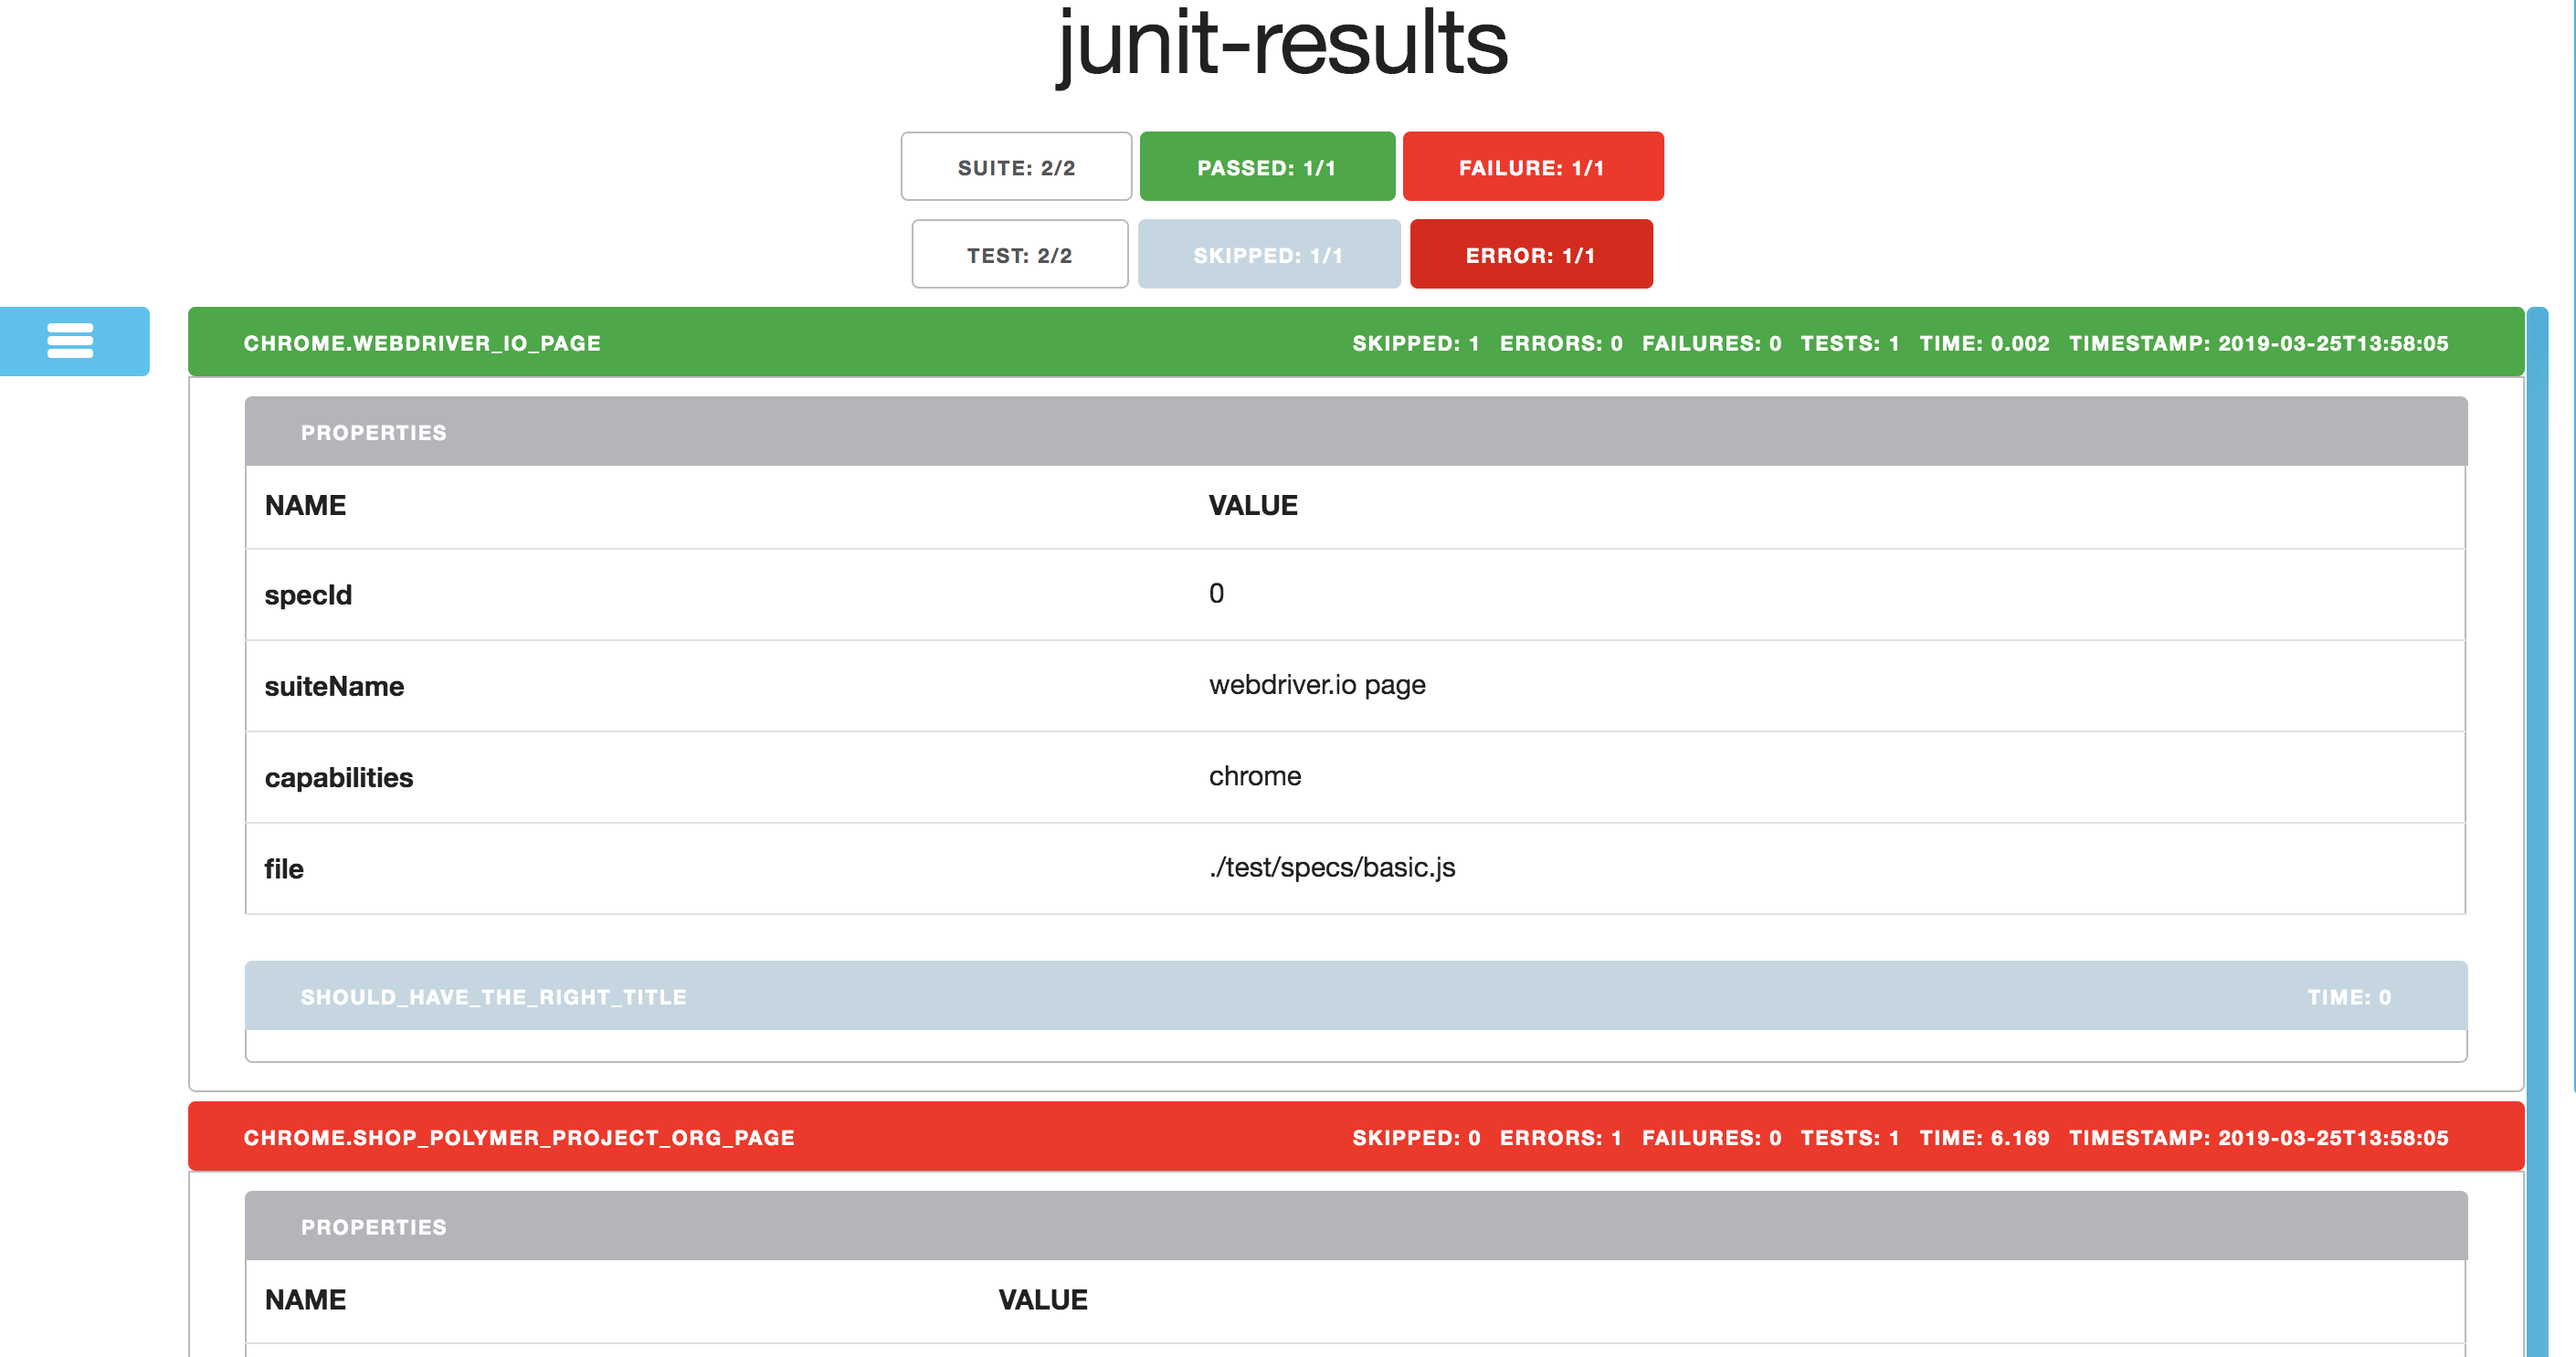 junit-results
SUITE: 2/2 PASSED: 1/1 FAILURE: 1/1
TEST: 2/2 SKIPPED: 1/1 ERROR: 1/1
CHROME.WEBDRIVER_IO_PAGE SKIPPED: 1 ERRORS: 0 FAILURES: 0 TESTS: 1 TIME: 0.002 TIMESTAMP: 2019-03-25T13:58:05
PROPERTIES
NAME VALUE
specId 0
suiteName webdriver.io page
capabilities chrome
file ./test/specs/basic.js
SHOULD_HAVE_THE_RIGHT_TITLE TIME: 0
CHROME.SHOP_POLYMER_PROJECT_ORG_PAGE SKIPPED: 0 ERRORS: 1 FAILURES: 0 TESTS: 1 TIME: 6.169 TIMESTAMP: 2019-03-25T13:58:05
PROPERTIES
NAME VALUE